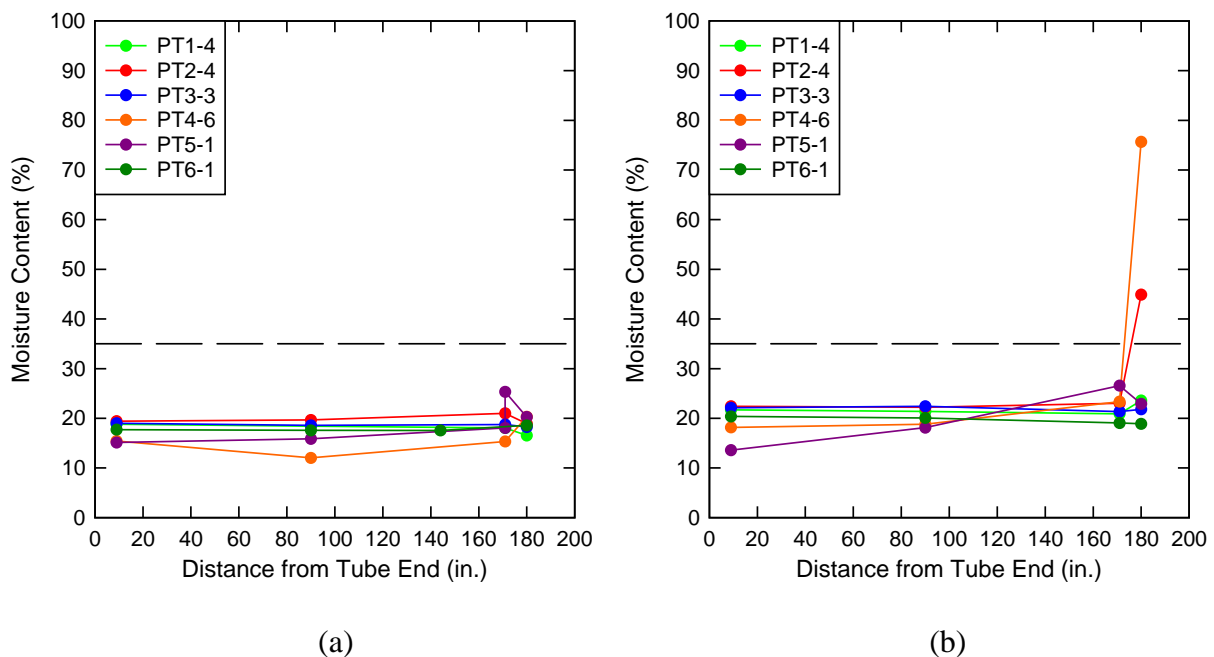 100
90
80
70
60
50
40
30
20
10
0
Moisture Content (%)
PT1-4
PT2-4
PT3-3
PT4-6
PT5-1
PT6-1
0 20 40 60 80 100 120 140 160 180 200
Distance from Tube End (in.)
(a)
100
90
80
70
60
50
40
30
20
10
0
Moisture Content (%)
PT1-4
PT2-4
PT3-3
PT4-6
PT5-1
PT6-1
0 20 40 60 80 100 120 140 160 180 200
Distance from Tube End (in.)
(b)